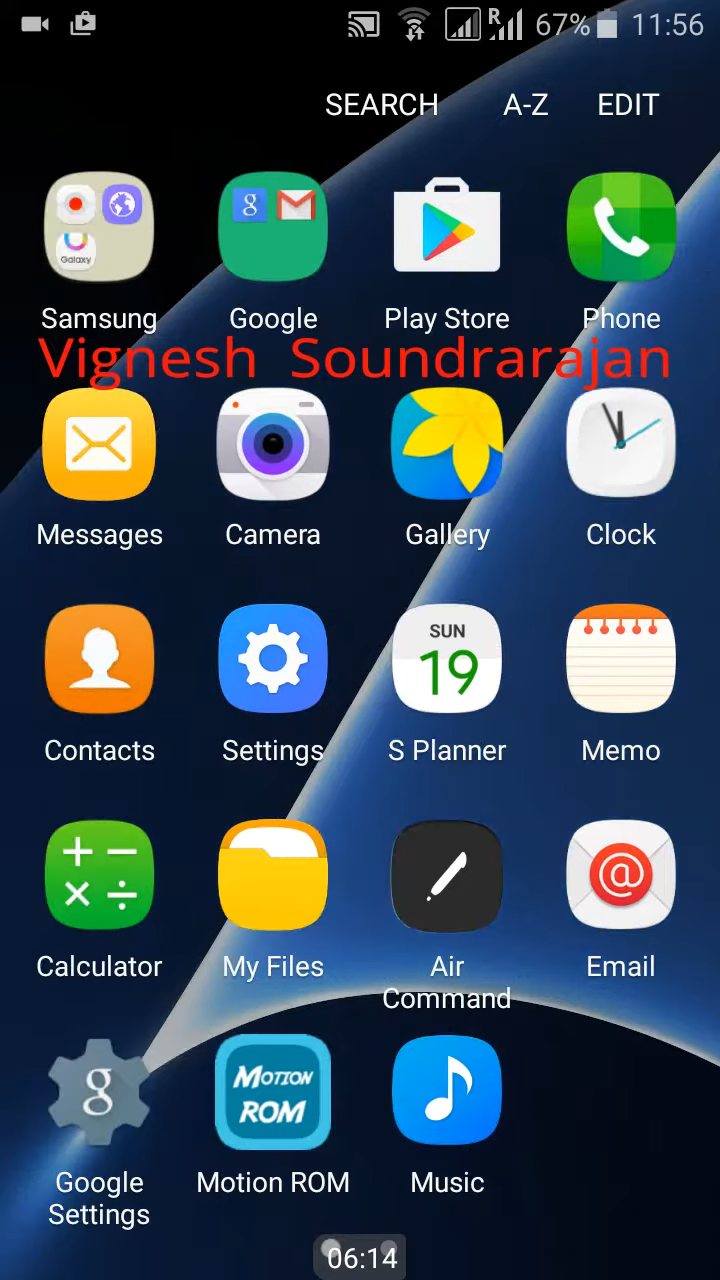 R 67% 11:56
SEARCH A-Z EDIT
g
Galaxy
Samsung Google Play Store Phone
Vignesh Soundrarajan
Messages Camera Gallery Clock
SUN
19
Contacts Settings S Planner Memo
@
Calculator My Files Air Command Email
g
MOTION
ROM
Google Settings Motion ROM Music
06:14